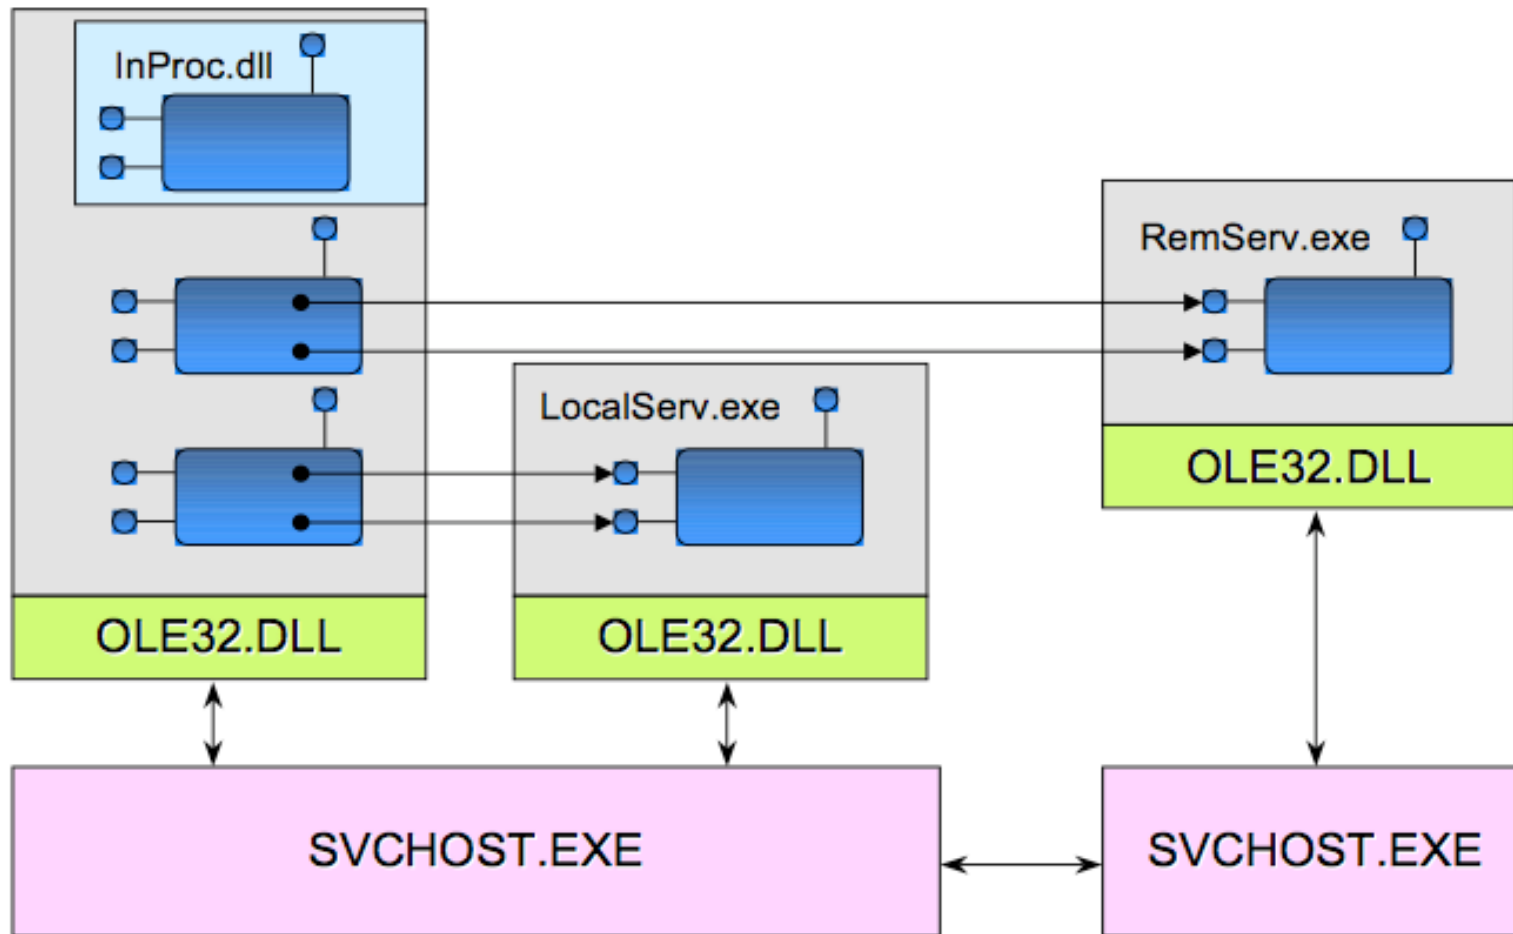 InProc.dll
RemServ.exe
LocalServ.exe
OLE32.DLL
OLE32.DLL
OLE32.DLL
SVCHOST.EXE
SVCHOST.EXE